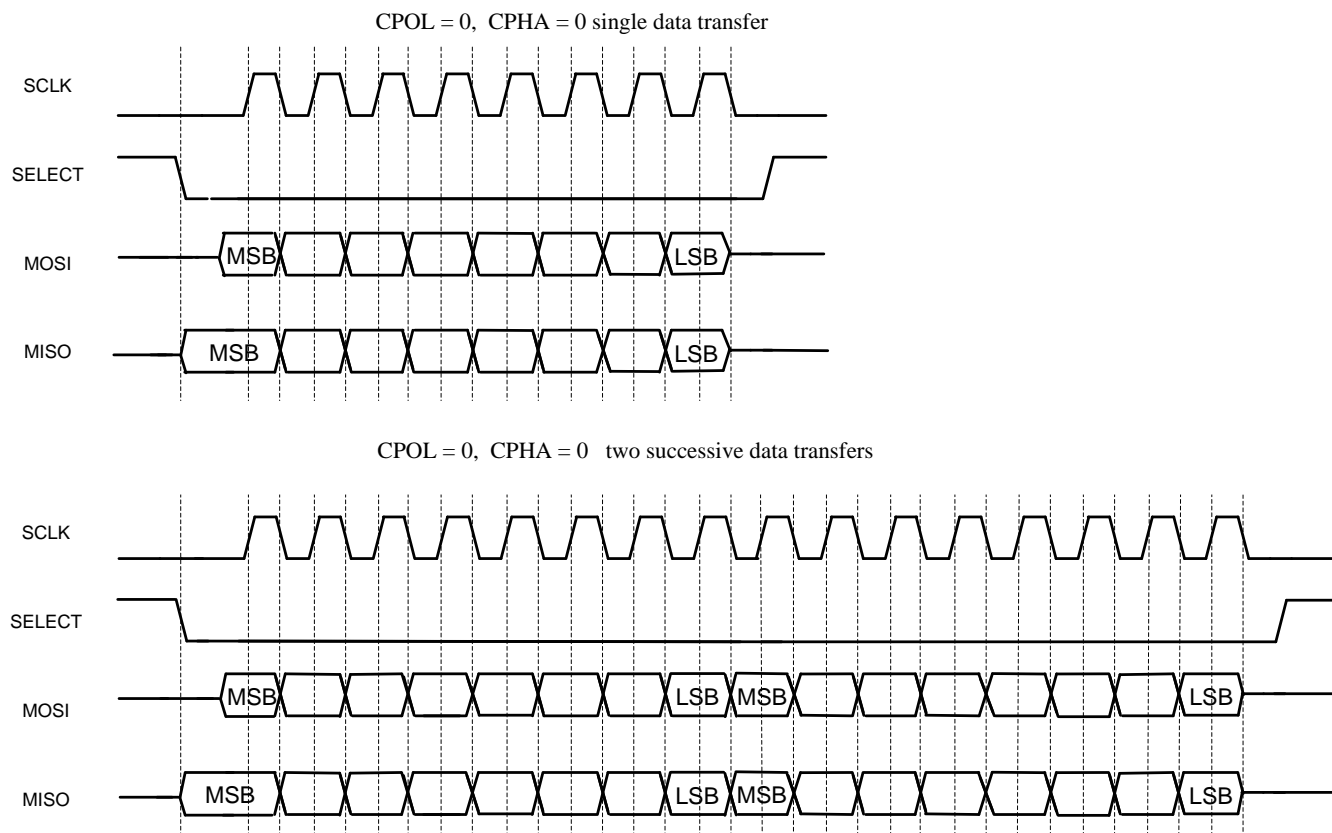 CPOL = 0, CPHA = 0 single data transfer
SCLK
SELECT
MOSI
MSB
LSB
MISO
MSB
LSB
CPOL = 0, CPHA = 0 two successive data transfers
SCLK
SELECT
MOSI
MSB
LSB
MSB
LSB
MISO
MSB
LSB
MSB
LSB